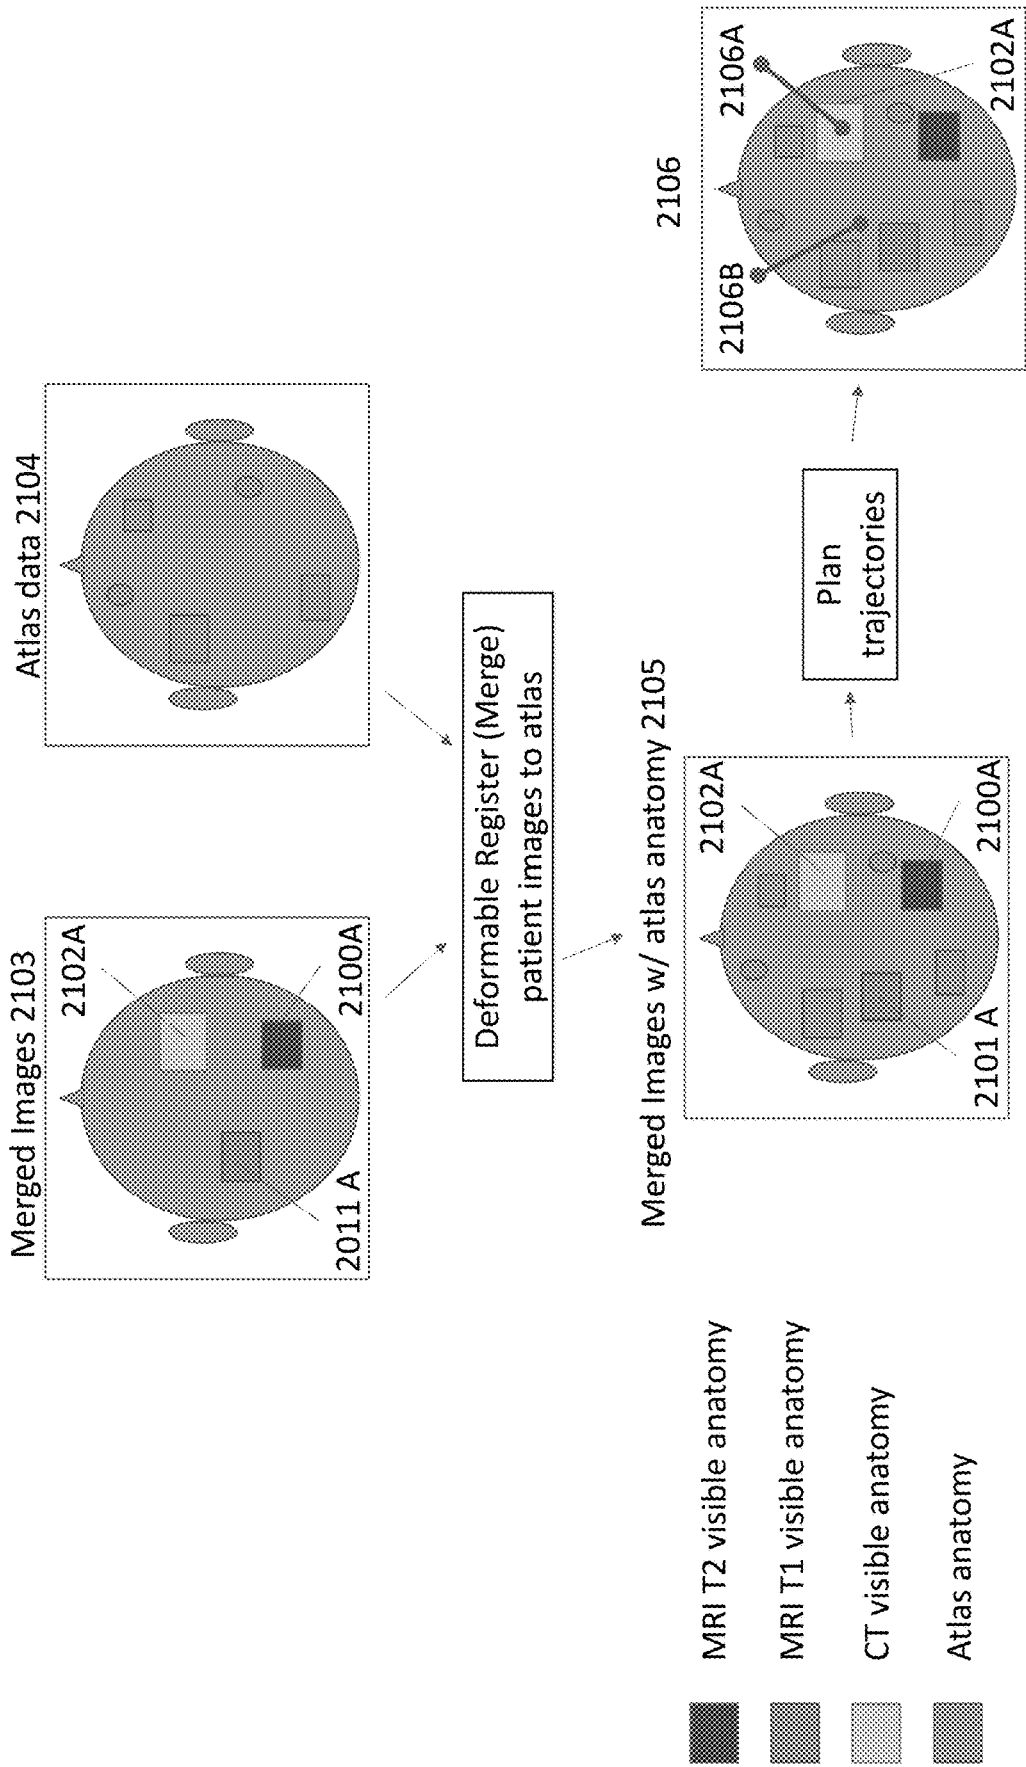 Merged Images 2103
2102A
2011 A
2100A
Atlas data 2104
Deformable Register (Merge)
patient images to atlas
Merged Images w/ atlas anatomy 2105
2102A
2101 A
2100A
Plan
trajectories
2106
2106B
2106A
2102A
MRI T2 visible anatomy
MRI T1 visible anatomy
CT visible anatomy
Atlas anatomy